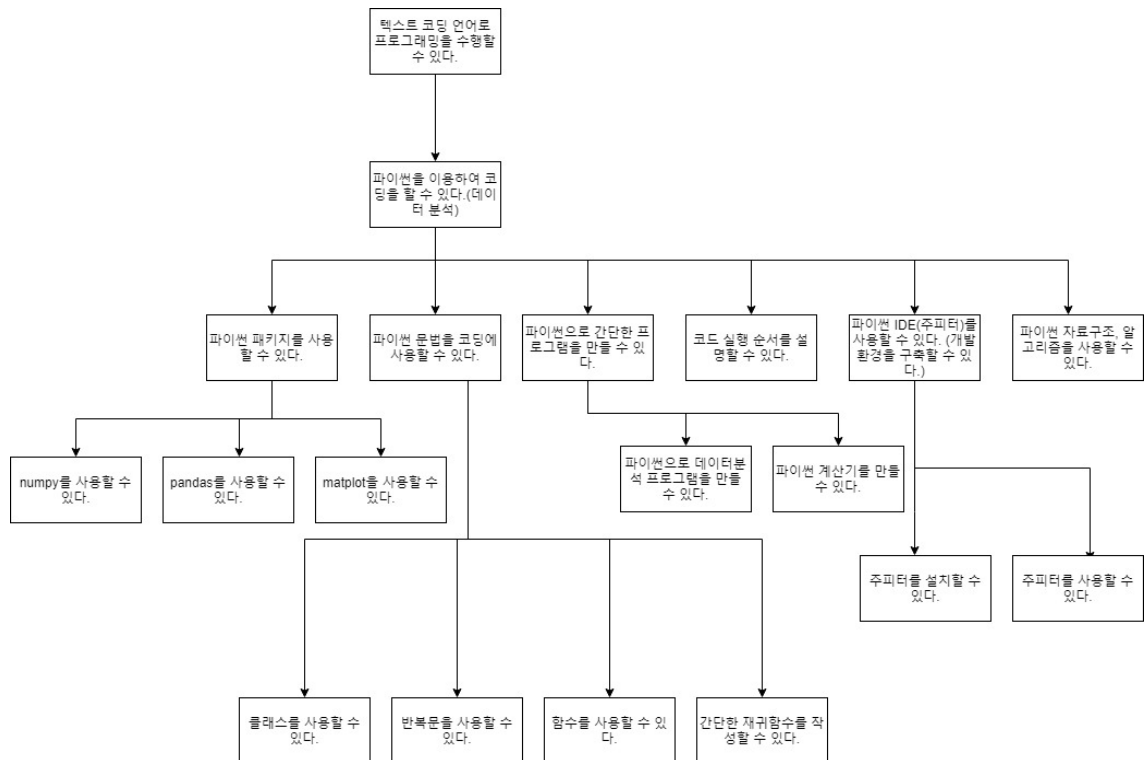 텍스트 코딩 언어로
프로그래밍을 수행할
수 있다.
파이썬을 이용하여 코
딩을 할 수 있다.(데이
터 분석)
파이썬 패키지를 사용
할 수 있다.
파이썬 문법을 코딩에
사용할 수 있다.
파이썬으로 간단한 프
로그램을 만들 수 있
다.
코드 실행 순서를 설
명할 수 있다.
파이썬 IDE(주피터)를
사용할 수 있다. (개발
환경을 구축할 수 있
다.)
파이썬 자료구조, 알
고리즘을 사용할 수
있다.
numpy를 사용할 수
있다.
pandas를 사용할 수
있다.
matplot을 사용할 수
있다.
파이썬으로 데이터분
석 프로그램을 만들
수 있다.
파이썬 계산기를 만들
수 있다.
주피터를 설치할 수
있다.
주피터를 사용할 수
있다.
클래스를 사용할 수
있다.
반복문을 사용할 수
있다.
함수를 사용할 수 있
다.
간단한 재귀함수를 작
성할 수 있다.